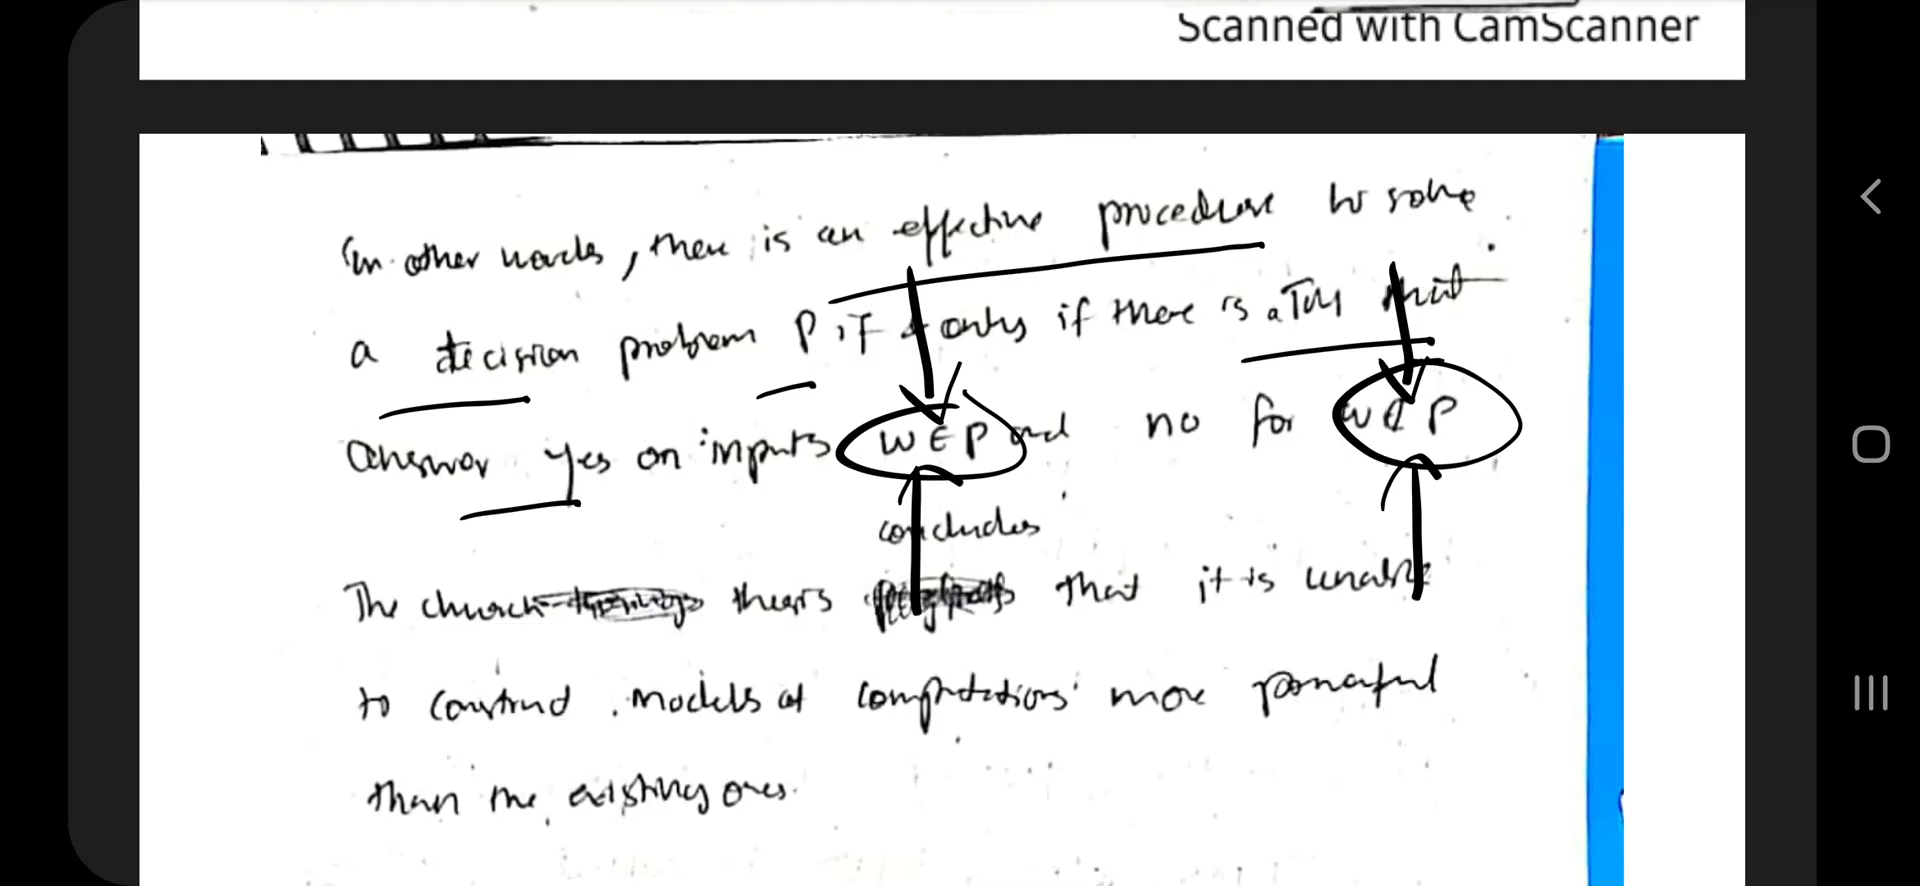 Scanned with CamScanner
In other words, there is an effective procedure to solve
a decision problem P if & only if there is a TM that
answer yes on inputs w ∈ P and no for w ∉ P
concludes
The church thesis that it is unable
to construct models of computations more powerful
than the existing ones.